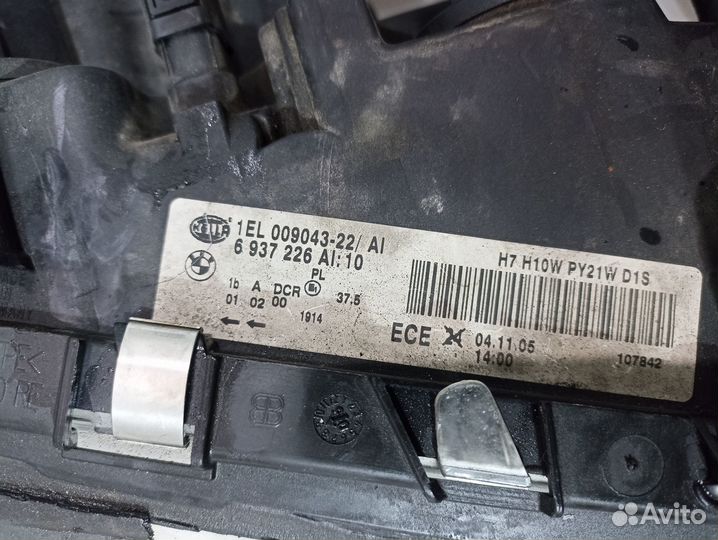 HELLA
1EL 009043-22/ AI
6 937 226 AI:10
PL
1b A DCR 37.5
01 02 00
1914
H7 H10W PY21W D1S
ECE 04.11.05
14:00
107842
Avito